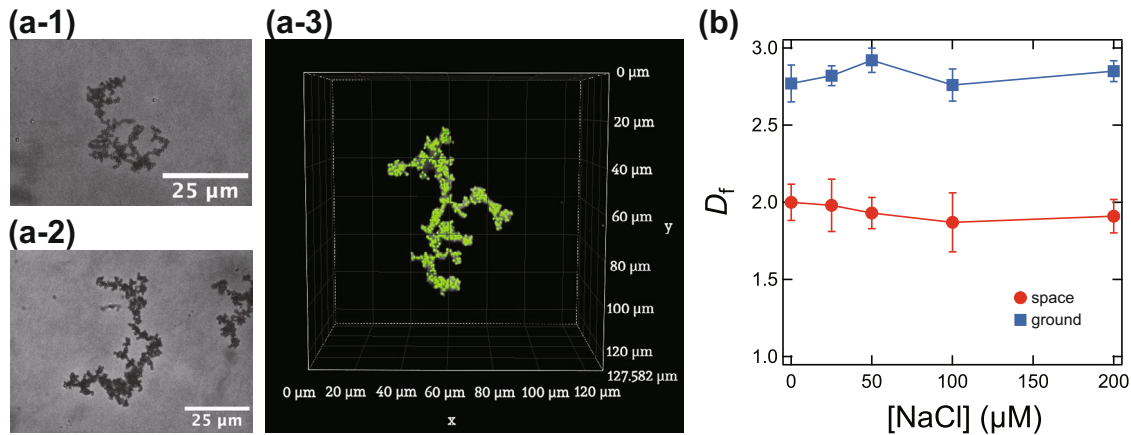 (a-1)
25 μm
(a-2)
25 μm
(a-3)
0 μm
20 μm
40 μm
60 μm
y
80 μm
100 μm
120 μm
127.582 μm
0 μm 20 μm 40 μm 60 μm 80 μm 100 μm 120 μm
x
(b)
3.0
2.5
2.0
1.5
1.0
Df
space
ground
0 50 100 150 200
[NaCl] (μM)